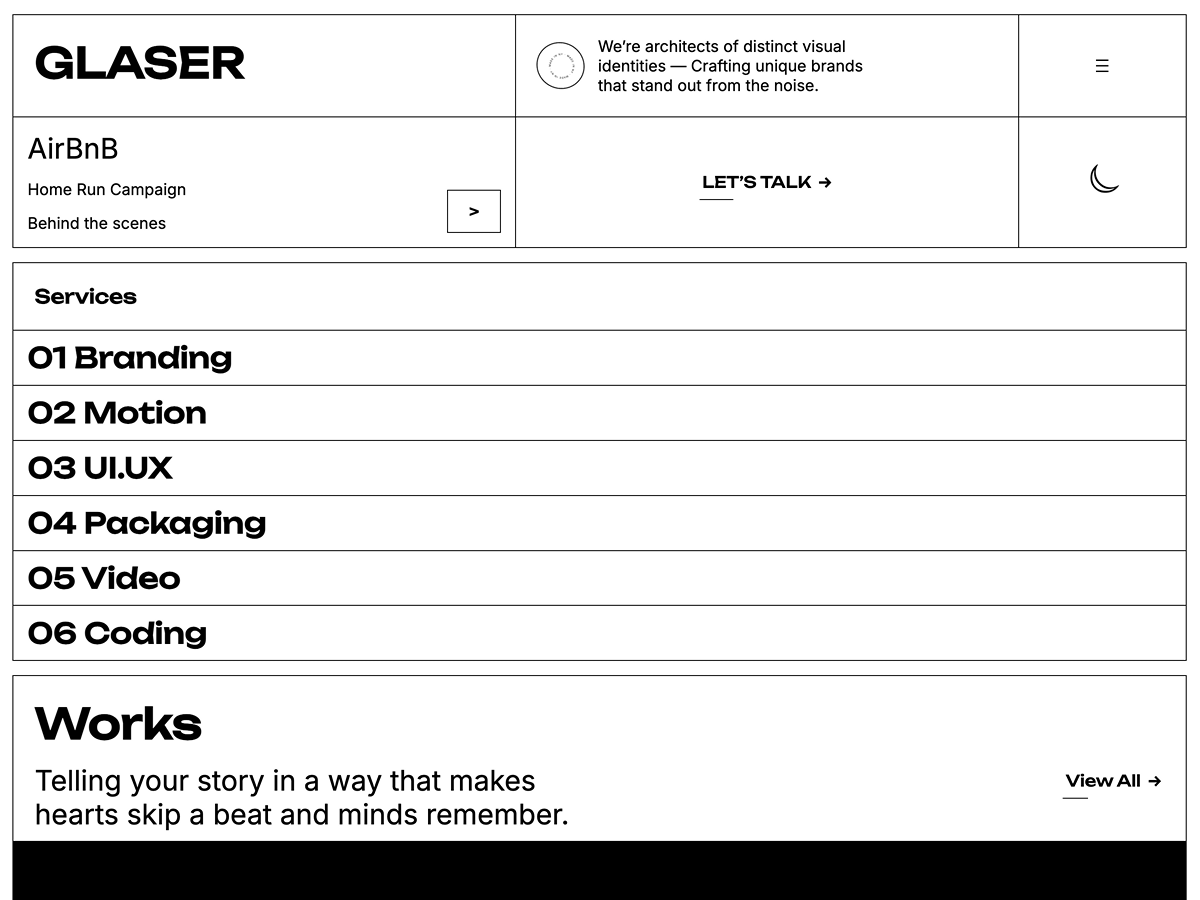 GLASER
We’re architects of distinct visual
identities — Crafting unique brands
that stand out from the noise.
AirBnB
Home Run Campaign
Behind the scenes
>
LET’S TALK →
Services
01 Branding
02 Motion
03 UI.UX
04 Packaging
05 Video
06 Coding
Works
Telling your story in a way that makes
hearts skip a beat and minds remember.
View All →